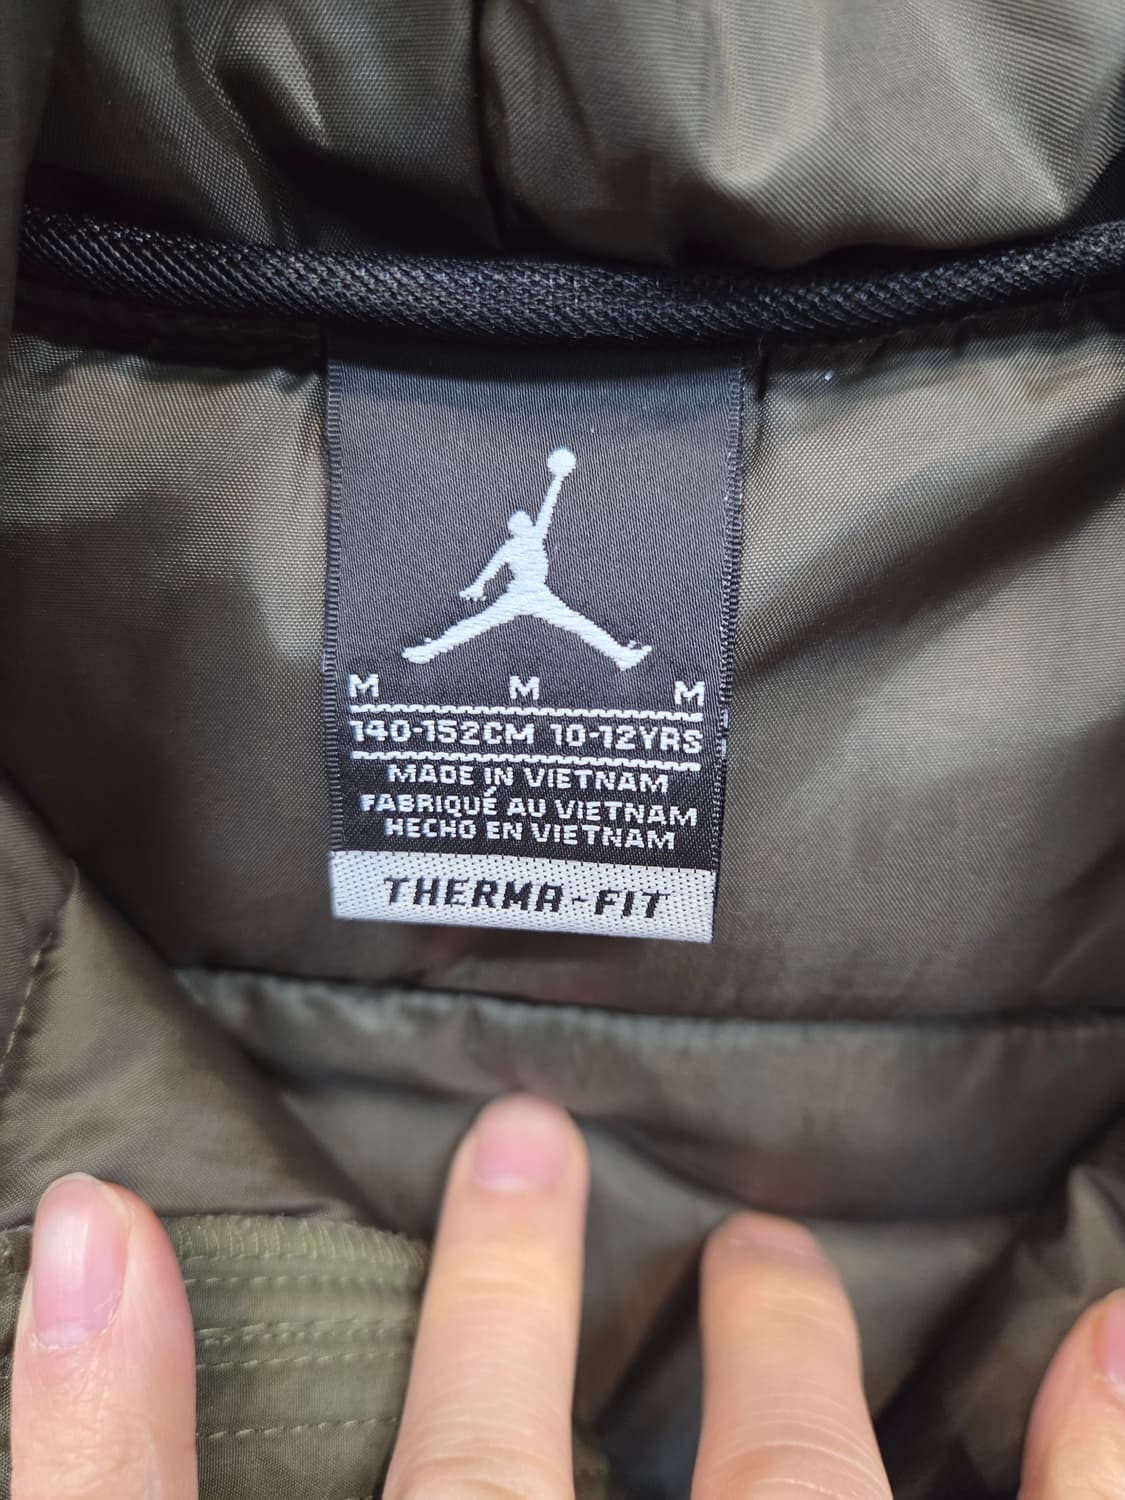 M M M
140-152CM 10-12YRS
MADE IN VIETNAM
FABRIQUÉ AU VIETNAM
HECHO EN VIETNAM
THERMA-FIT